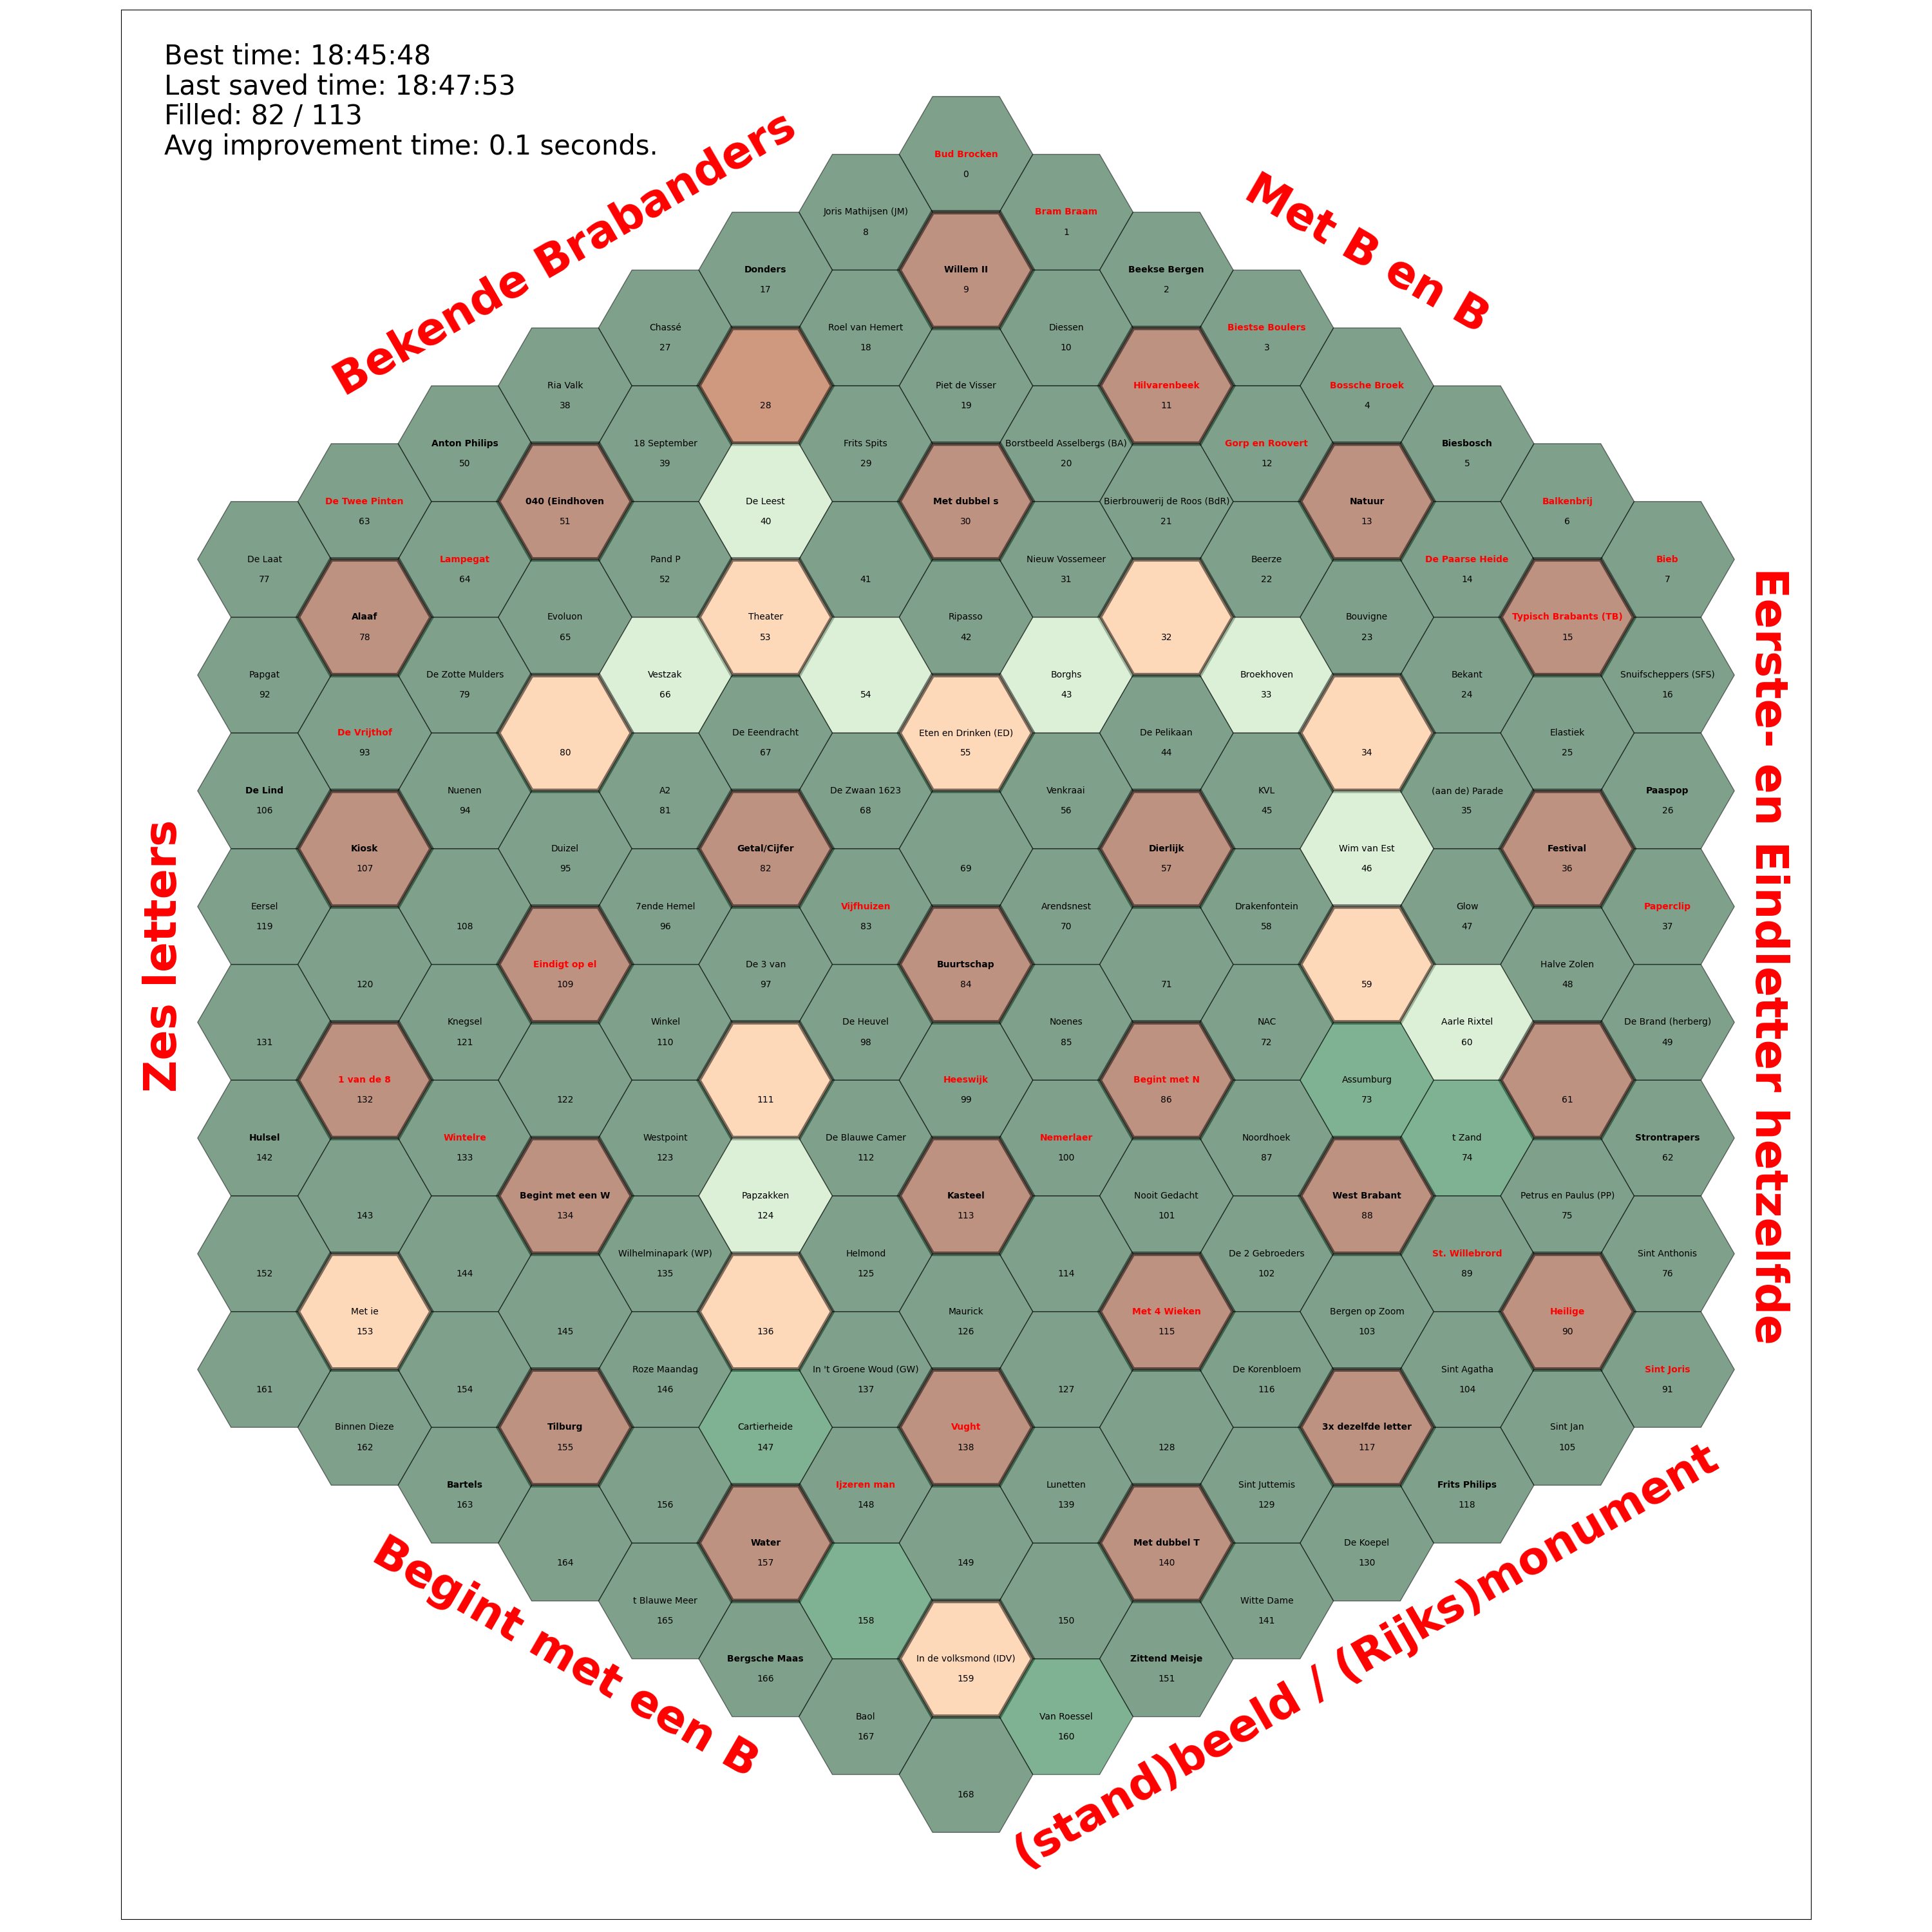 Best time: 18:45:48
Last saved time: 18:47:53
Filled: 82 / 113
Avg improvement time: 0.1 seconds.
Bekende Brabanders
Met B en B
Eerste- en Eindletter hetzelfde
(stand)beeld / (Rijks)monument
Begint met een B
Zes letters
Bud Brocken
0
Bram Braam
1
Beekse Bergen
2
Biestse Boulers
3
Bossche Broek
4
Biesbosch
5
Balkenbrij
6
Bieb
7
Joris Mathijsen (JM)
8
Willem II
9
Diessen
10
Hilvarenbeek
11
Gorp en Roovert
12
Natuur
13
De Paarse Heide
14
Typisch Brabants (TB)
15
Snuifscheppers (SFS)
16
Donders
17
Roel van Hemert
18
Piet de Visser
19
Borstbeeld Asselbergs (BA)
20
Bierbrouwerij de Roos (BdR)
21
Beerze
22
Bouvigne
23
Bekant
24
Elastiek
25
Paaspop
26
Chassé
27
28
Frits Spits
29
Met dubbel s
30
Nieuw Vossemeer
31
32
Broekhoven
33
34
(aan de) Parade
35
Festival
36
Paperclip
37
Ria Valk
38
18 September
39
De Leest
40
41
Ripasso
42
Borghs
43
De Pelikaan
44
KVL
45
Wim van Est
46
Glow
47
Halve Zolen
48
De Brand (herberg)
49
Anton Philips
50
040 (Eindhoven
51
Pand P
52
Theater
53
54
Eten en Drinken (ED)
55
Venkraai
56
Dierlijk
57
Drakenfontein
58
59
Aarle Rixtel
60
61
Strontrapers
62
De Twee Pinten
63
Lampegat
64
Evoluon
65
Vestzak
66
De Eeendracht
67
De Zwaan 1623
68
69
Arendsnest
70
71
NAC
72
Assumburg
73
t Zand
74
Petrus en Paulus (PP)
75
Sint Anthonis
76
De Laat
77
Alaaf
78
De Zotte Mulders
79
80
A2
81
Getal/Cijfer
82
Vijfhuizen
83
Buurtschap
84
Noenes
85
Begint met N
86
Noordhoek
87
West Brabant
88
St. Willebrord
89
Heilige
90
Sint Joris
91
Papgat
92
De Vrijthof
93
Nuenen
94
Duizel
95
7ende Hemel
96
De 3 van
97
De Heuvel
98
Heeswijk
99
Nemerlaer
100
Nooit Gedacht
101
De 2 Gebroeders
102
Bergen op Zoom
103
Sint Agatha
104
Sint Jan
105
De Lind
106
Kiosk
107
108
Eindigt op el
109
Winkel
110
111
De Blauwe Camer
112
Kasteel
113
114
Met 4 Wieken
115
De Korenbloem
116
3x dezelfde letter
117
Frits Philips
118
Eersel
119
120
Knegsel
121
122
Westpoint
123
Papzakken
124
Helmond
125
Maurick
126
127
128
Sint Juttemis
129
De Koepel
130
131
1 van de 8
132
Wintelre
133
Begint met een W
134
Wilhelminapark (WP)
135
136
In 't Groene Woud (GW)
137
Vught
138
Lunetten
139
Met dubbel T
140
Witte Dame
141
Hulsel
142
143
144
145
Roze Maandag
146
Cartierheide
147
Ijzeren man
148
149
150
Zittend Meisje
151
152
Met ie
153
154
Tilburg
155
156
Water
157
158
In de volksmond (IDV)
159
Van Roessel
160
161
Binnen Dieze
162
Bartels
163
164
t Blauwe Meer
165
Bergsche Maas
166
Baol
167
168